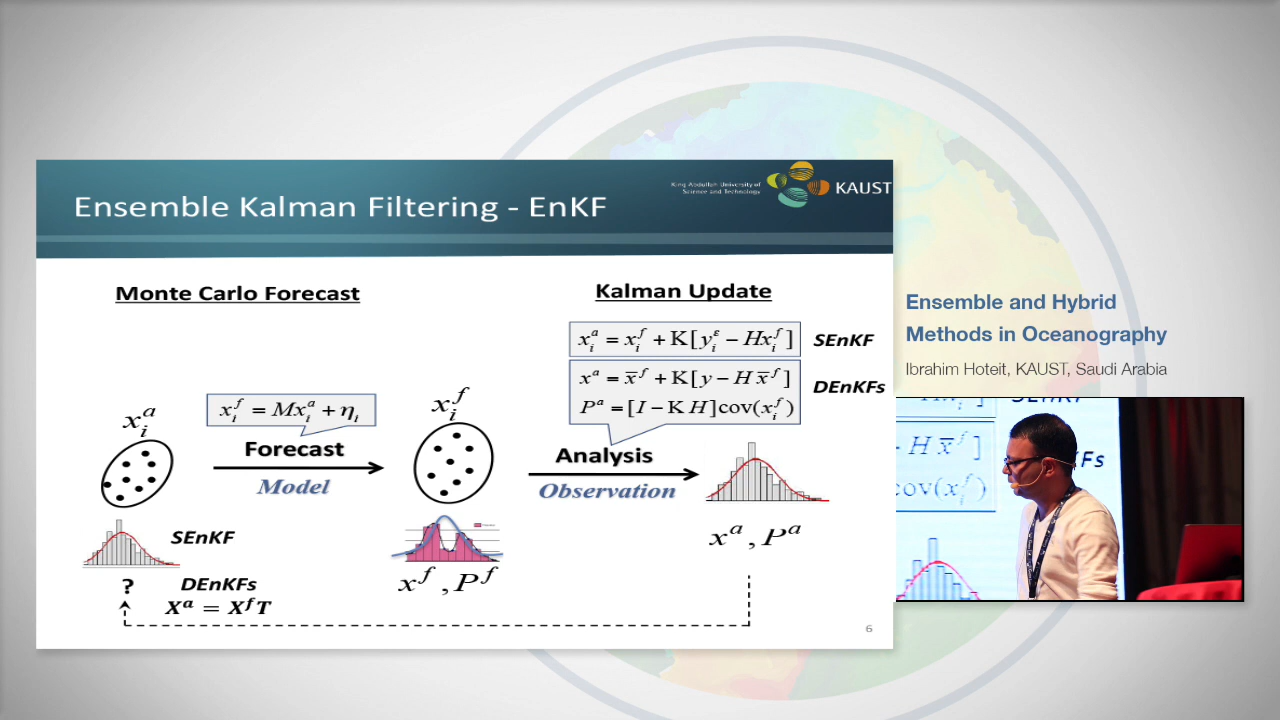 King Abdullah University of
Science and Technology
KAUST
Ensemble Kalman Filtering - EnKF
Monte Carlo Forecast
Kalman Update
x_i^a = x_i^f + K[y_i^ε − Hx_i^f]
SEnKF
x^a = x̄^f + K[y − H x̄^f]
DEnKFs
P^a = [I − K H]cov(x_i^f)
x_i^a
x_i^f = Mx_i^a + η_i
x_i^f
Forecast
Model
Analysis
Observation
SEnKF
x^f, P^f
x^a, P^a
?
DEnKFs
X^a = X^f T
6
Ensemble and Hybrid
Methods in Oceanography
Ibrahim Hoteit, KAUST, Saudi Arabia
H x̄^f ]
cov(x_i^f)